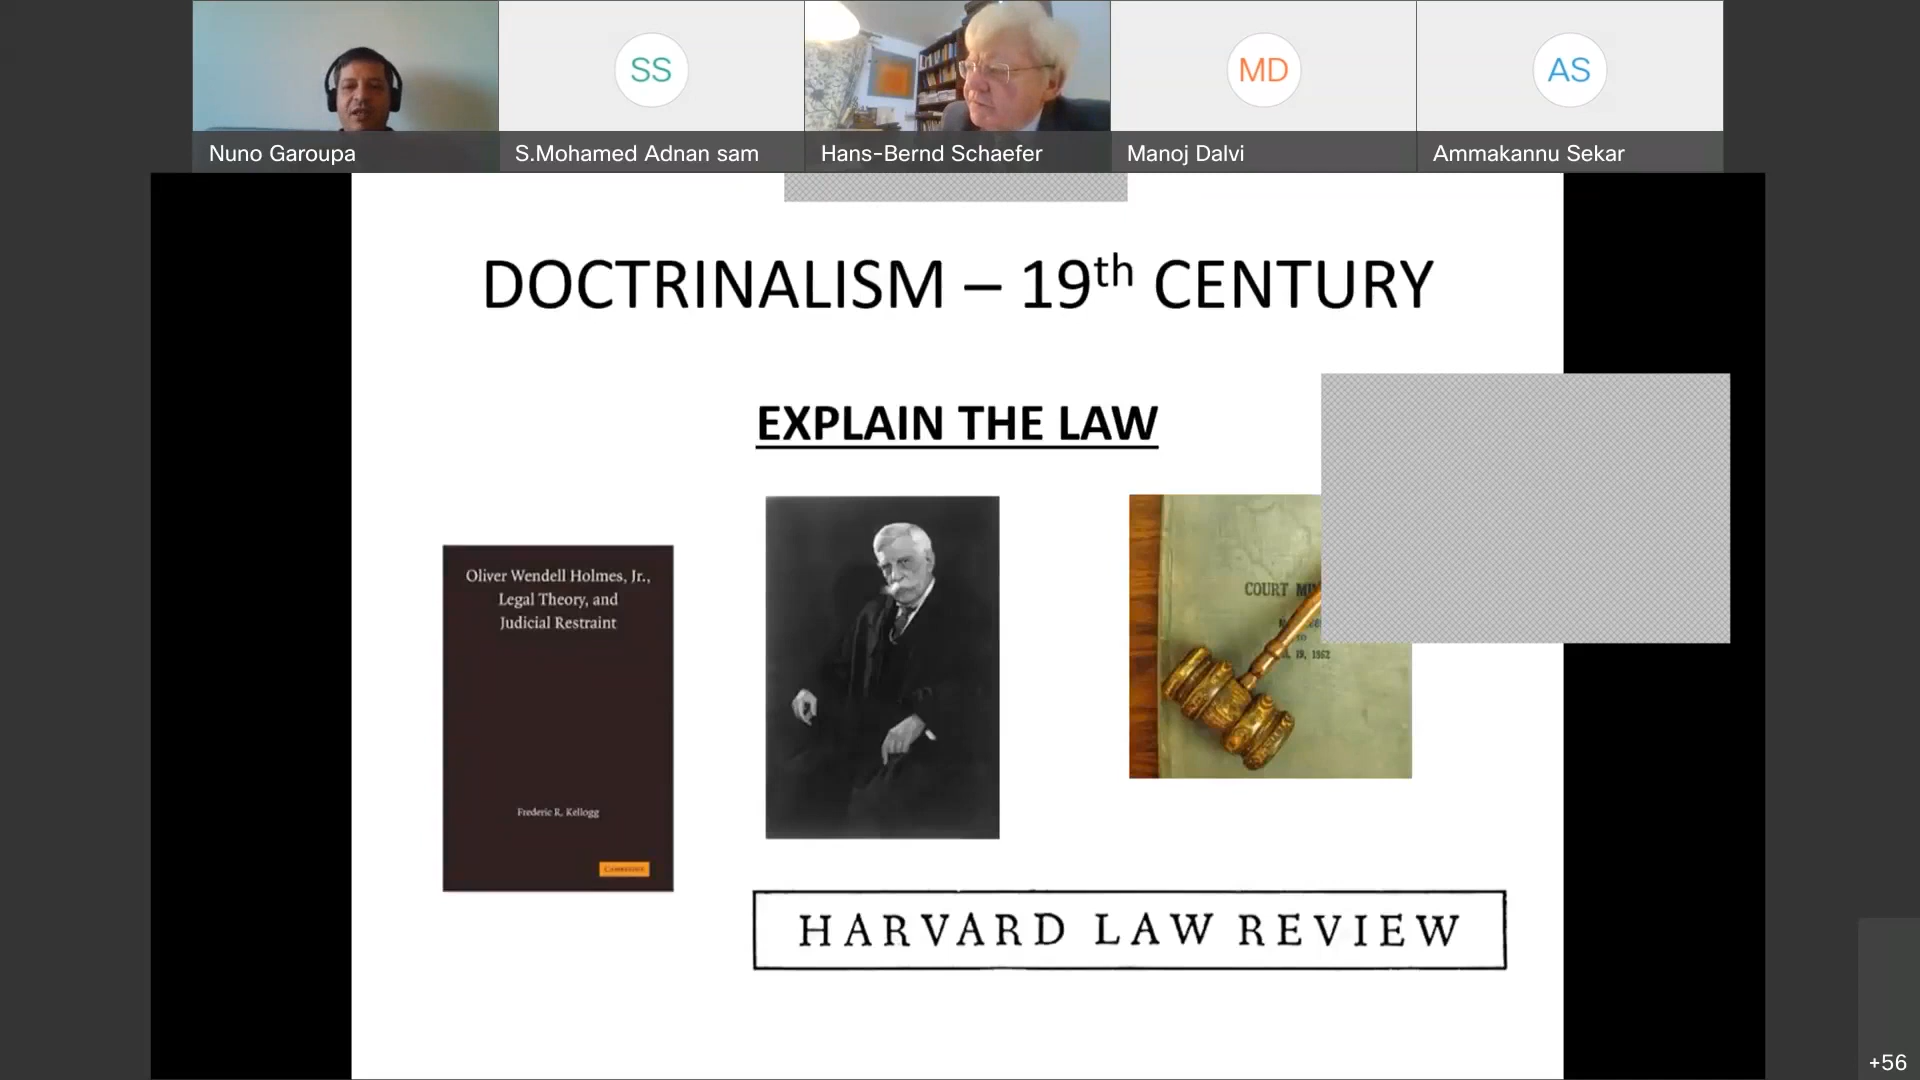 SS
MD
AS
Nuno Garoupa
S.Mohamed Adnan sam
Hans-Bernd Schaefer
Manoj Dalvi
Ammakannu Sekar
DOCTRINALISM – 19th CENTURY
EXPLAIN THE LAW
Oliver Wendell Holmes, Jr.,
Legal Theory, and
Judicial Restraint
Frederic R. Kellogg
CAMBRIDGE
COURT
TO
19, 1962
HARVARD LAW REVIEW
+56